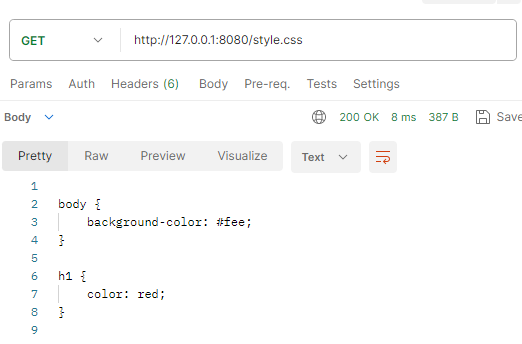 GET http://127.0.0.1:8080/style.css
Params Auth Headers (6) Body Pre-req. Tests Settings
Body 200 OK 8 ms 387 B Save
Pretty Raw Preview Visualize Text
1
2 body {
3 background-color: #fee;
4 }
5
6 h1 {
7 color: red;
8 }
9